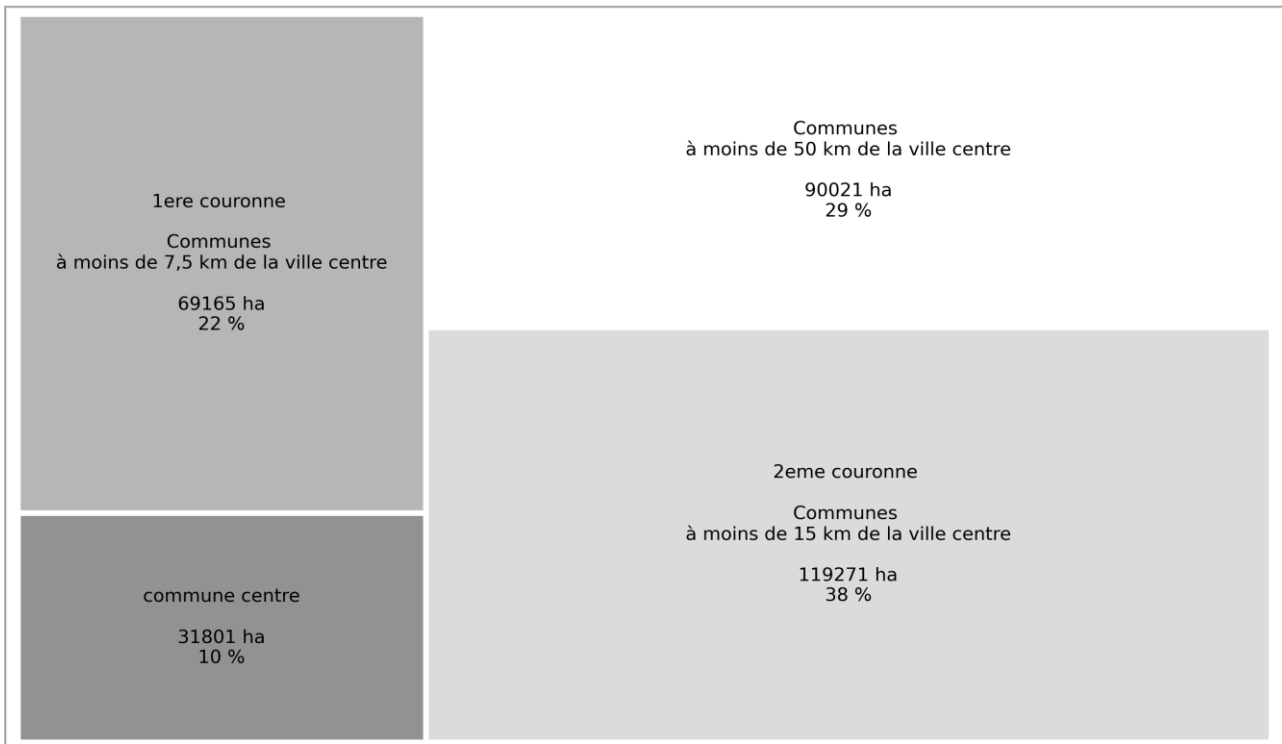 1ere couronne
Communes
à moins de 7,5 km de la ville centre
69165 ha
22 %
commune centre
31801 ha
10 %
Communes
à moins de 50 km de la ville centre
90021 ha
29 %
2eme couronne
Communes
à moins de 15 km de la ville centre
119271 ha
38 %